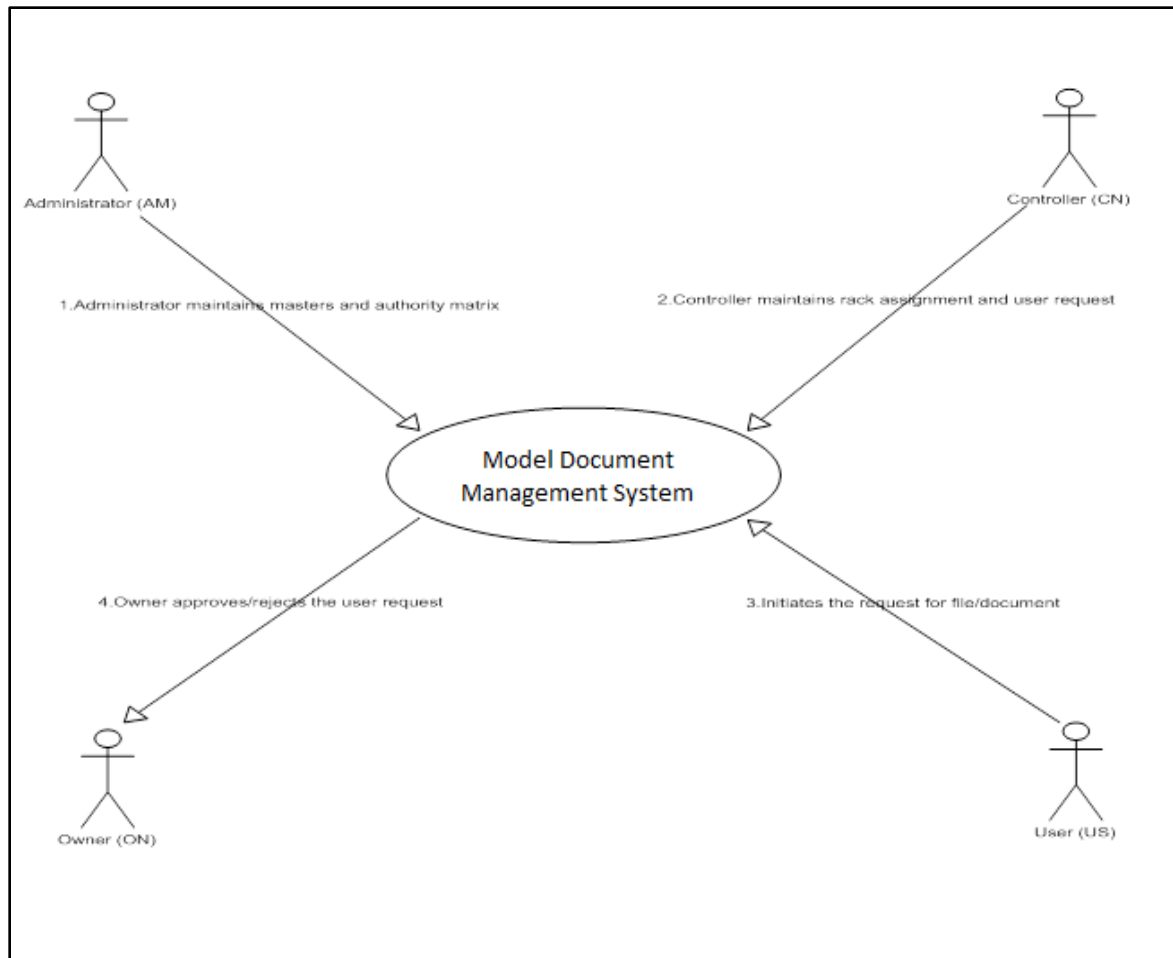 Administrator (AM)
Controller (CN)
1.Administrator maintains masters and authority matrix
2.Controller maintains rack assignment and user request
Model Document
Management System
4.Owner approves/rejects the user request
3.Initiates the request for file/document
Owner (ON)
User (US)